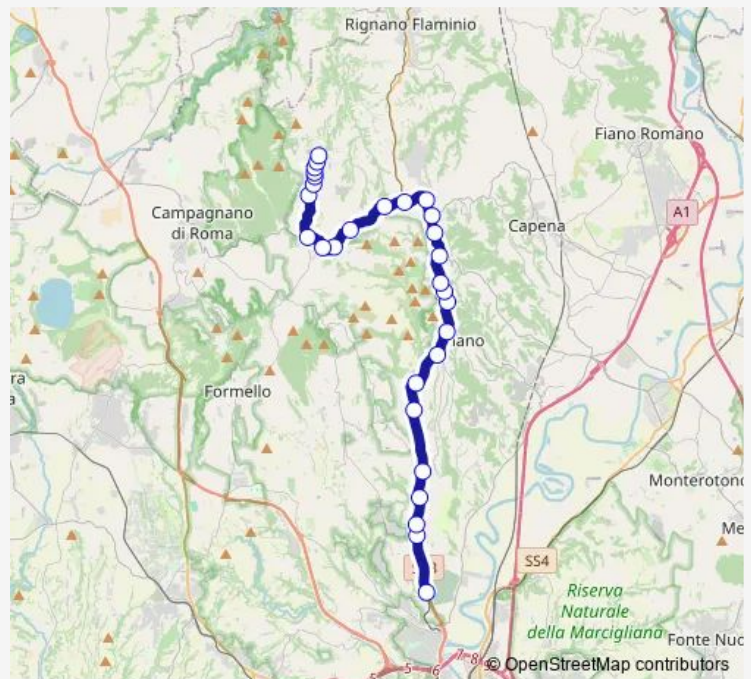 Rignano Flaminio
Fiano Romano
A1
Campagnano
di Roma
Capena
iano
ra
a
Formello
Monterotond
Me
SS4
Riserva
Naturale
della Marcigliana
Fonte Nuo
5
6
7
8
© OpenStreetMap contributors